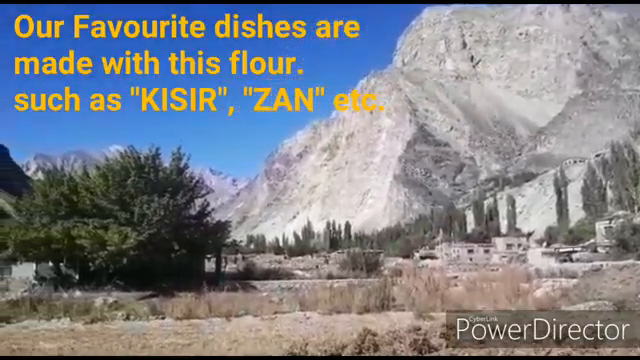 Our Favourite dishes are
made with this flour.
such as "KISIR", "ZAN" etc.
CyberLink
PowerDirector